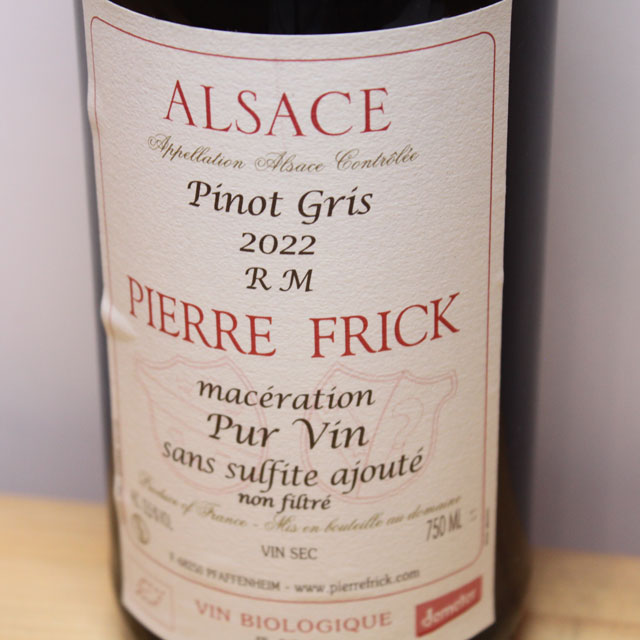 ALSACE
Appellation Alsace Contrôlée
Pinot Gris
2022
R M
PIERRE FRICK
macération
Pur Vin
sans sulfite ajouté
non filtré
Produce of France - Mis en bouteille au domaine
750 ML
VIN SEC
PFAFFENHEIM - www.pierrefrick.com
VIN BIOLOGIQUE
demeter